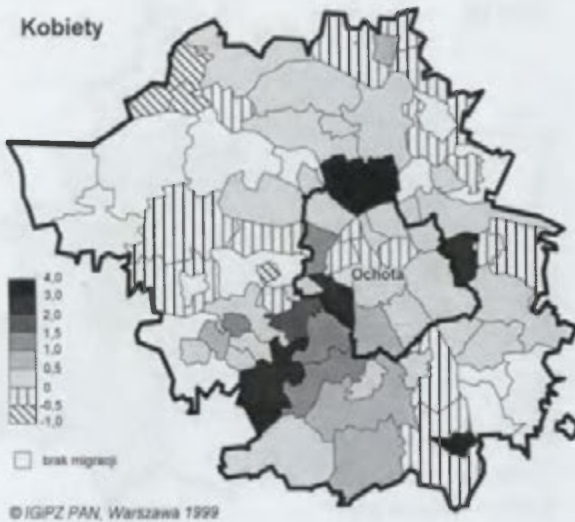 Kobiety
Ochota
4,0
3,0
2,0
1,5
1,0
0,5
0
-0,5
-1,0
brak migracji
© IGiPZ PAN, Warszawa 1999